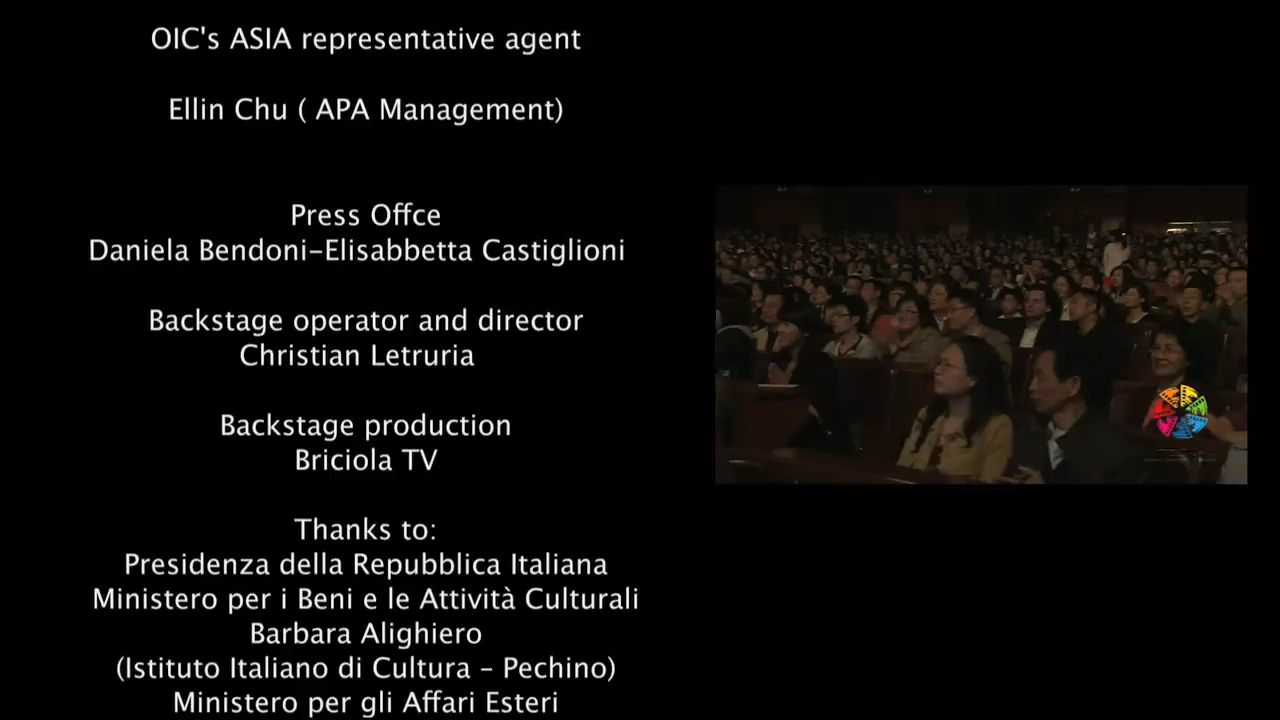 OIC's ASIA representative agent
Ellin Chu ( APA Management)
Press Offce
Daniela Bendoni-Elisabbetta Castiglioni
Backstage operator and director
Christian Letruria
Backstage production
Briciola TV
Thanks to:
Presidenza della Repubblica Italiana
Ministero per i Beni e le Attività Culturali
Barbara Alighiero
(Istituto Italiano di Cultura - Pechino)
Ministero per gli Affari Esteri